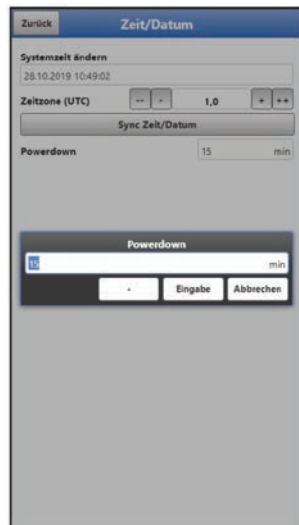 Zurück Zeit/Datum
Systemzeit ändern
28.10.2019 10:49:02
Zeitzone (UTC) -- - 1,0 + ++
Sync Zeit/Datum
Powerdown 15 min
Powerdown
15 min
- Eingabe Abbrechen